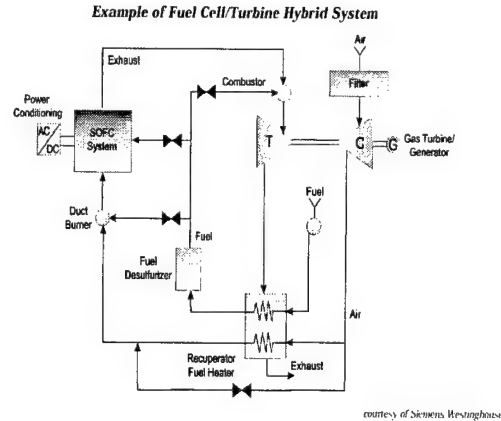 Example of Fuel Cell/Turbine Hybrid System
Air
Exhaust
Combustor
Filter
Power
Conditioning
AC
DC
SOFC
System
T
C
G
Gas Turbine/
Generator
Fuel
Duct
Burner
Fuel
Fuel
Desulfurizer
Air
Recuperator
Fuel Heater
Exhaust
courtesy of Siemens Westinghouse